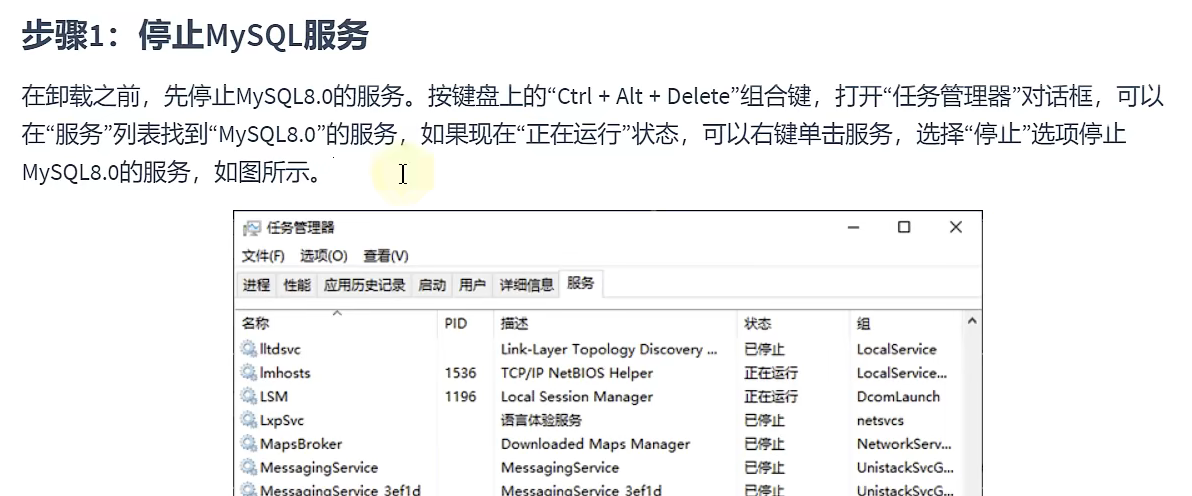 步骤1：停止MySQL服务
在卸载之前，先停止MySQL8.0的服务。按键盘上的“Ctrl + Alt + Delete”组合键，打开“任务管理器”对话框，可以
在“服务”列表找到“MySQL8.0”的服务，如果现在“正在运行”状态，可以右键单击服务，选择“停止”选项停止
MySQL8.0的服务，如图所示。
任务管理器
文件(F) 选项(O) 查看(V)
进程 性能 应用历史记录 启动 用户 详细信息 服务
名称 PID 描述 状态 组
lltdsvc Link-Layer Topology Discovery ... 已停止 LocalService
lmhosts 1536 TCP/IP NetBIOS Helper 正在运行 LocalService...
LSM 1196 Local Session Manager 正在运行 DcomLaunch
LxpSvc 语言体验服务 已停止 netsvcs
MapsBroker Downloaded Maps Manager 已停止 NetworkServ...
MessagingService MessagingService 已停止 UnistackSvcG...
MessagingService_3ef1d MessagingService_3ef1d 已停止 UnistackSvcG...